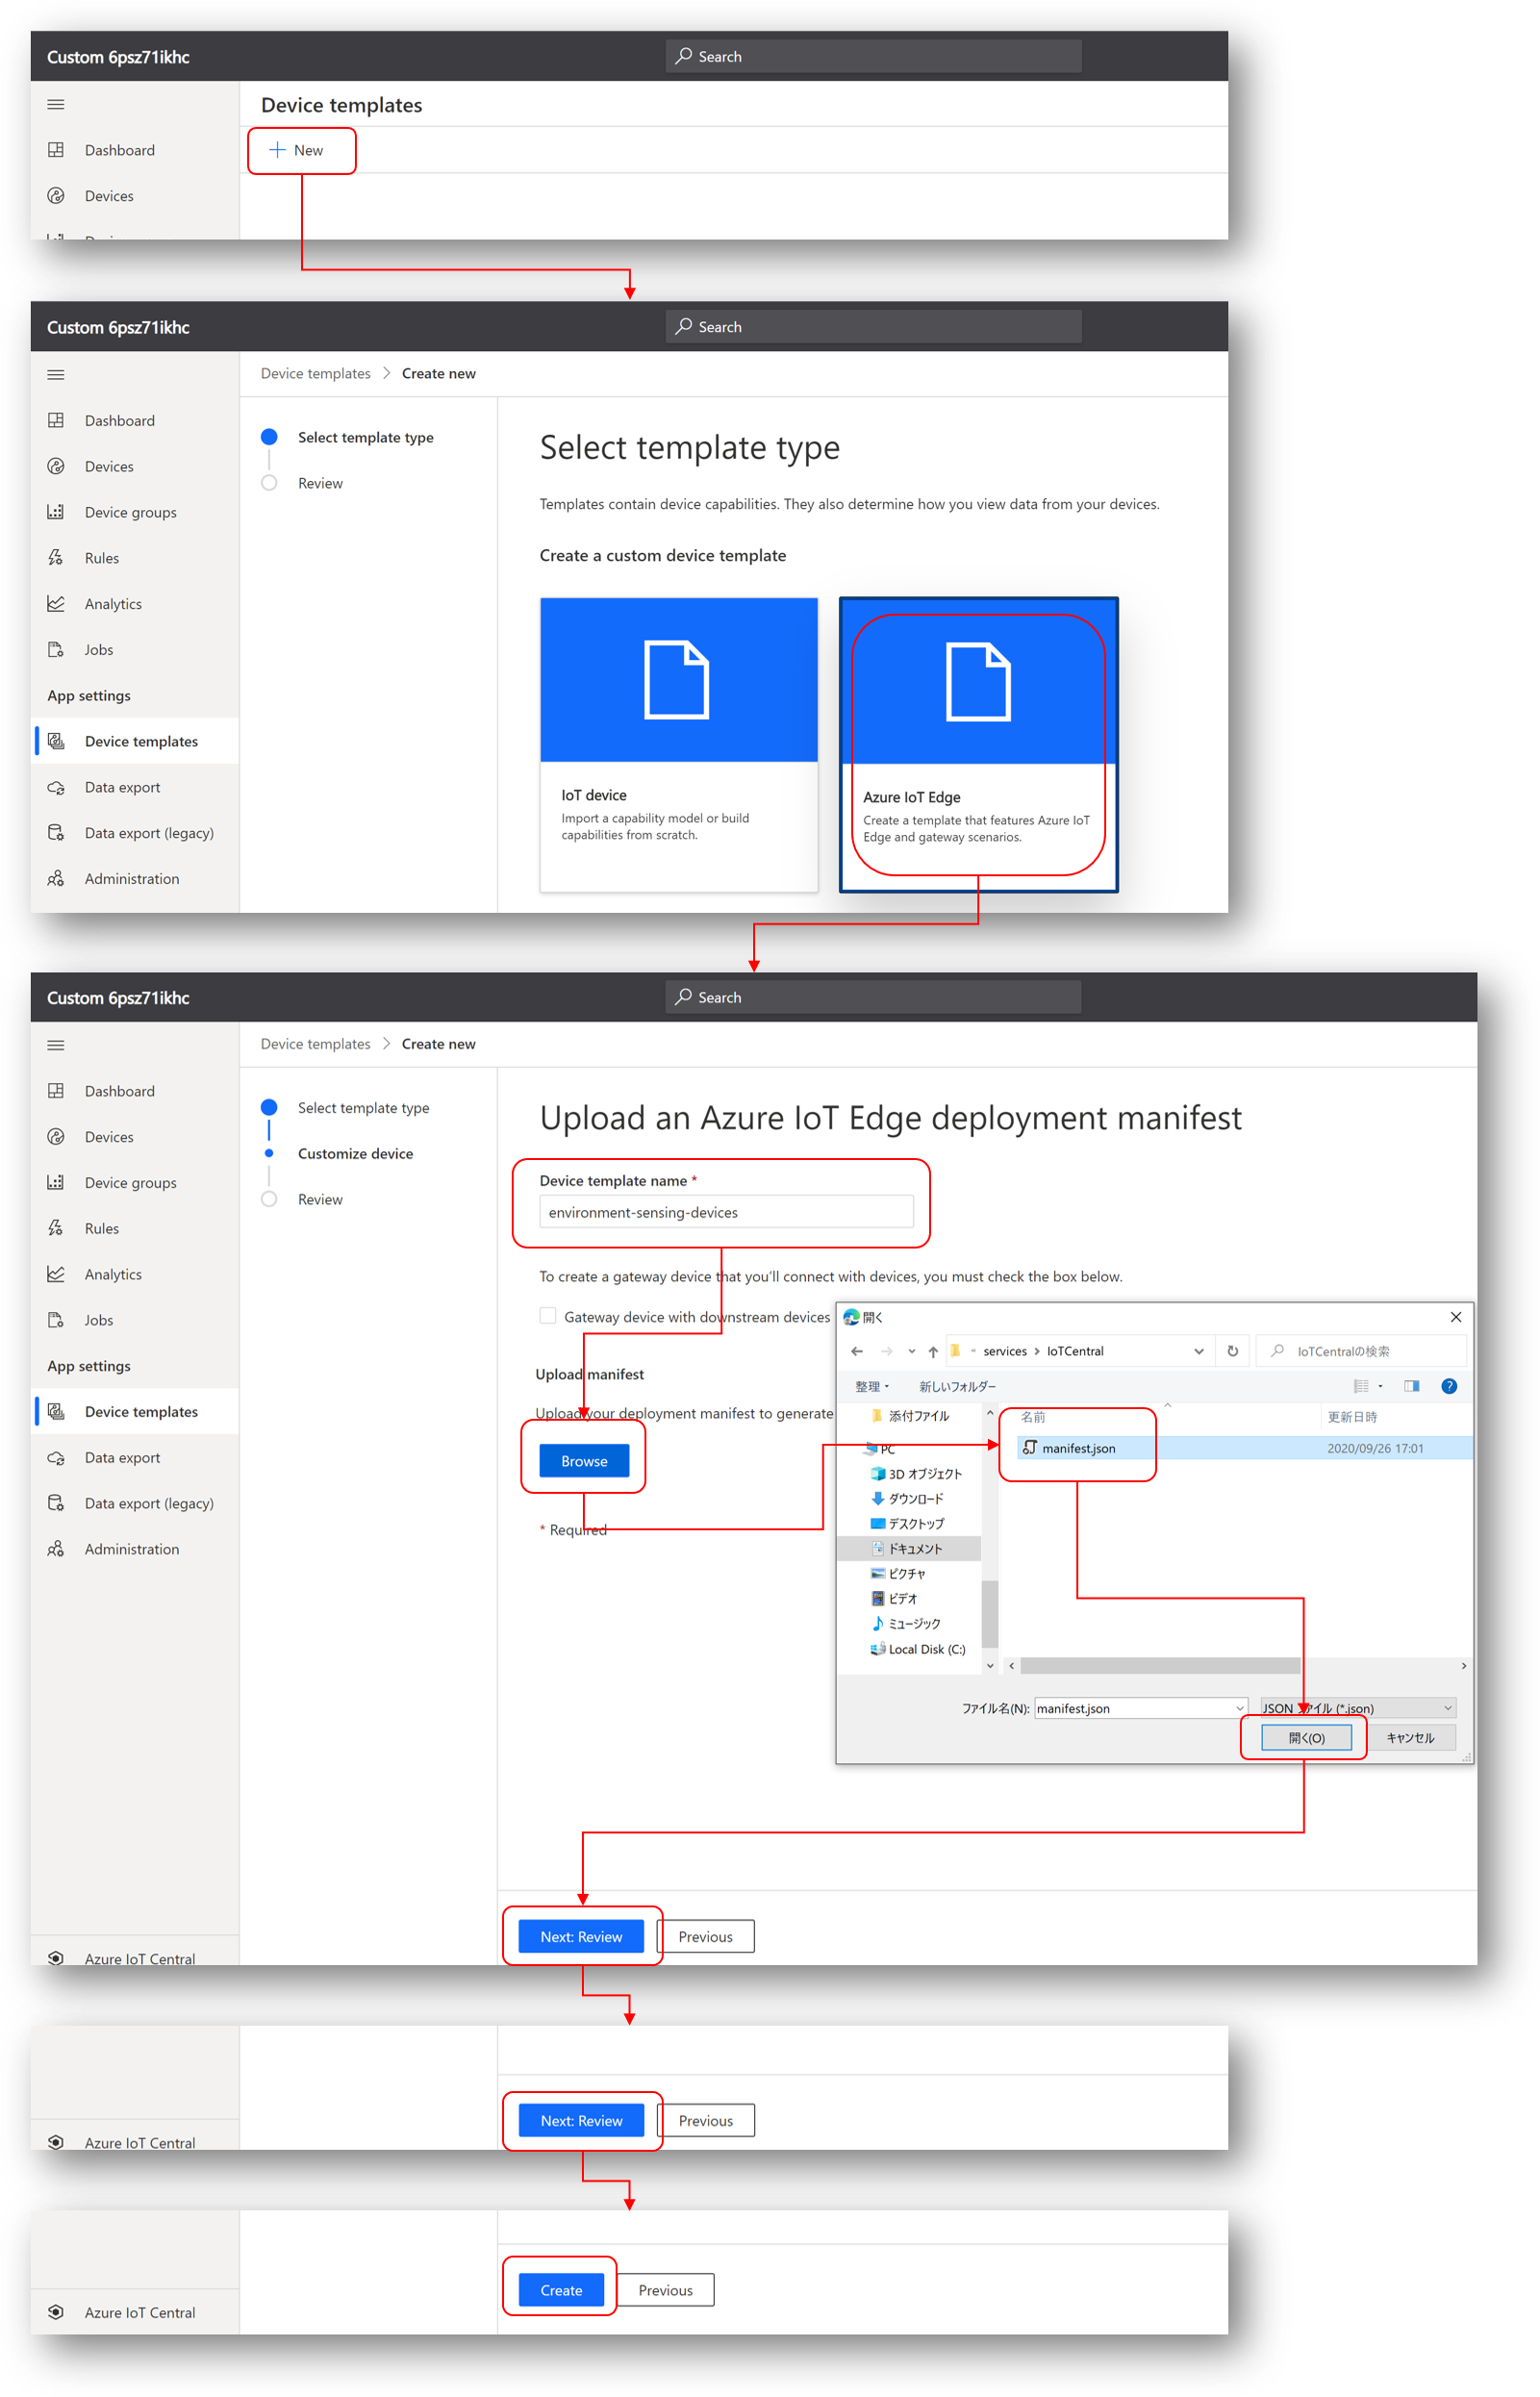 Custom 6psz71ikhc
Search
Device templates
New
Dashboard
Devices
Custom 6psz71ikhc
Search
Device templates > Create new
Dashboard
Devices
Device groups
Rules
Analytics
Jobs
App settings
Device templates
Data export
Data export (legacy)
Administration
Select template type
Review
Select template type
Templates contain device capabilities. They also determine how you view data from your devices.
Create a custom device template
IoT device
Import a capability model or build
capabilities from scratch.
Azure IoT Edge
Create a template that features Azure IoT
Edge and gateway scenarios.
Custom 6psz71ikhc
Search
Device templates > Create new
Dashboard
Devices
Device groups
Rules
Analytics
Jobs
App settings
Device templates
Data export
Data export (legacy)
Administration
Azure IoT Central
Select template type
Customize device
Review
Upload an Azure IoT Edge deployment manifest
Device template name *
environment-sensing-devices
To create a gateway device that you'll connect with devices, you must check the box below.
Gateway device with downstream devices
Upload manifest
Upload your deployment manifest to generate
Browse
* Required
開く
« services > IoTCentral
IoTCentralの検索
整理
新しいフォルダー
添付ファイル
PC
3D オブジェクト
ダウンロード
デスクトップ
ドキュメント
ピクチャ
ビデオ
ミュージック
Local Disk (C:)
名前
更新日時
manifest.json
2020/09/26 17:01
ファイル名(N):
manifest.json
JSON ファイル (*.json)
開く(O)
キャンセル
Next: Review
Previous
Next: Review
Previous
Azure IoT Central
Create
Previous
Azure IoT Central